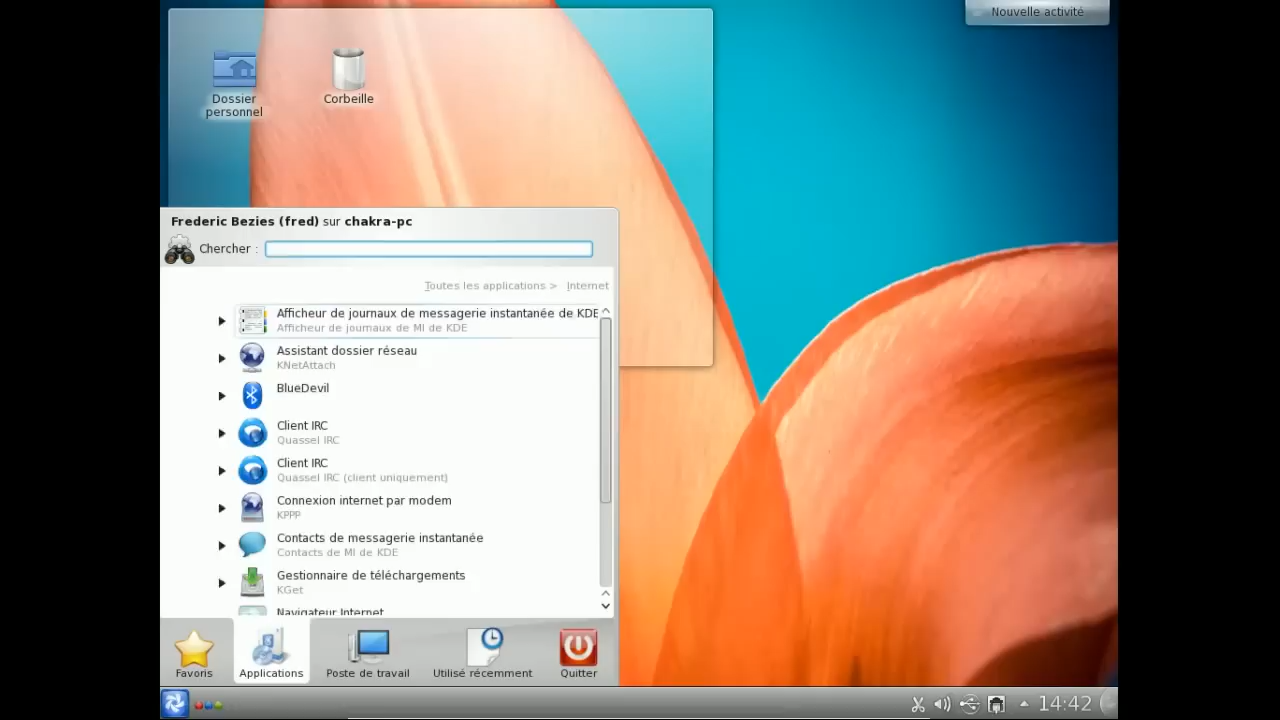 Nouvelle activité
Dossier
personnel
Corbeille
Frederic Bezies (fred) sur chakra-pc
Chercher :
Toutes les applications > Internet
Afficheur de journaux de messagerie instantanée de KDE
Afficheur de journaux de MI de KDE
Assistant dossier réseau
KNetAttach
BlueDevil
Client IRC
Quassel IRC
Client IRC
Quassel IRC (client uniquement)
Connexion internet par modem
KPPP
Contacts de messagerie instantanée
Contacts de MI de KDE
Gestionnaire de téléchargements
KGet
Navigateur Internet
Favoris
Applications
Poste de travail
Utilisé récemment
Quitter
14:42